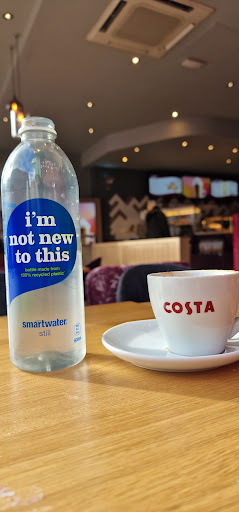 i'm
not new
to this
bottle made from
100% recycled plastic
smartwater
still
COSTA